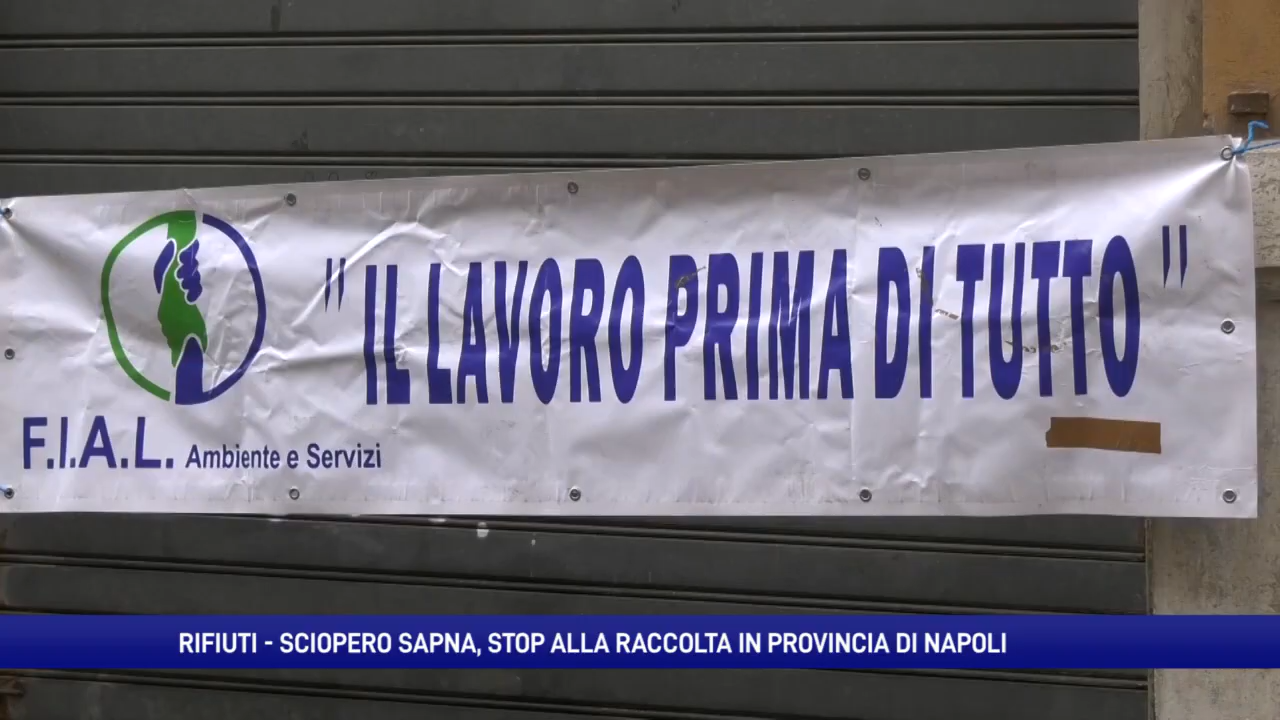 " IL LAVORO PRIMA DI TUTTO "
F.I.A.L. Ambiente e Servizi
RIFIUTI - SCIOPERO SAPNA, STOP ALLA RACCOLTA IN PROVINCIA DI NAPOLI